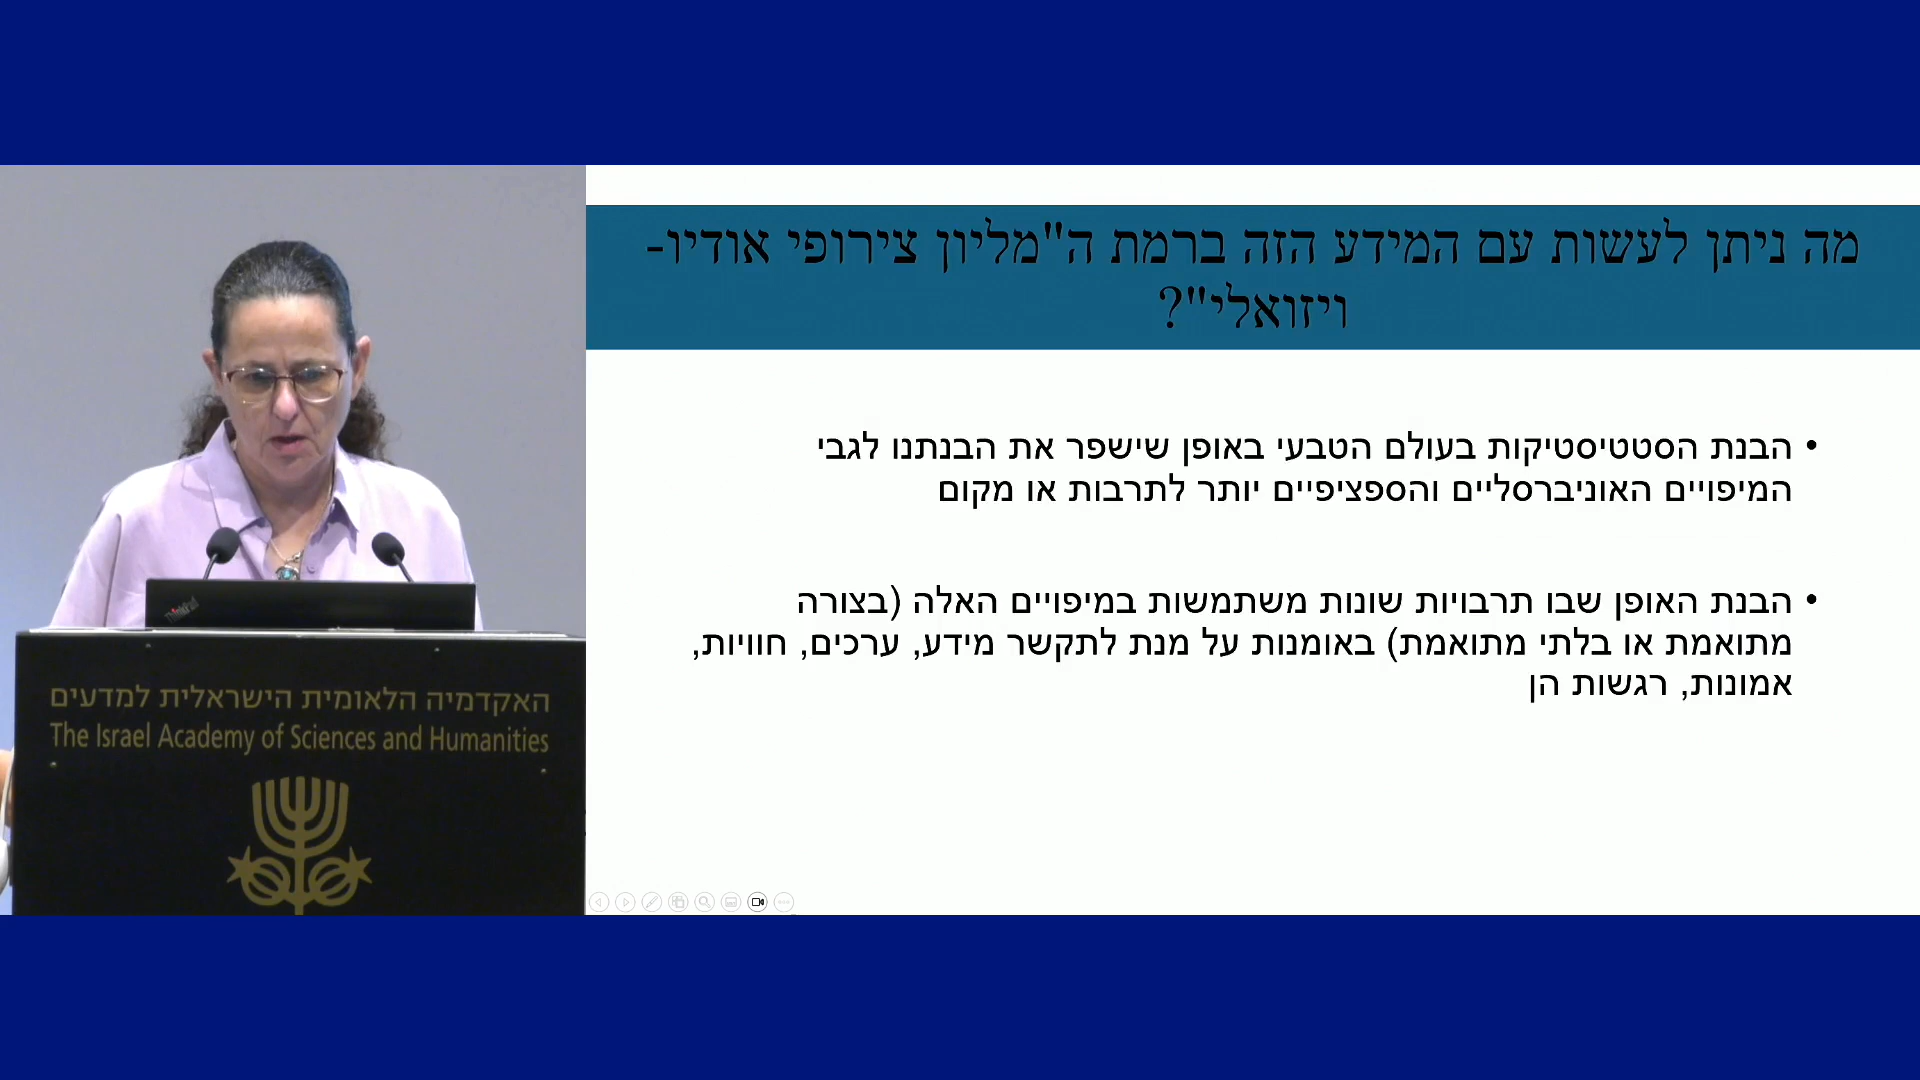 מה ניתן לעשות עם המידע הזה ברמת ה"מליון צירופי אודיו-
ויזואלי"?
• הבנת הסטטיסטיקות בעולם הטבעי באופן שישפר את הבנתנו לגבי
המיפויים האוניברסליים והספציפיים יותר לתרבות או מקום
• הבנת האופן שבו תרבויות שונות משתמשות במיפויים האלה (בצורה
מתואמת או בלתי מתואמת) באומנות על מנת לתקשר מידע, ערכים, חוויות,
אמונות, רגשות הן
ThinkPad
האקדמיה הלאומית הישראלית למדעים
The Israel Academy of Sciences and Humanities